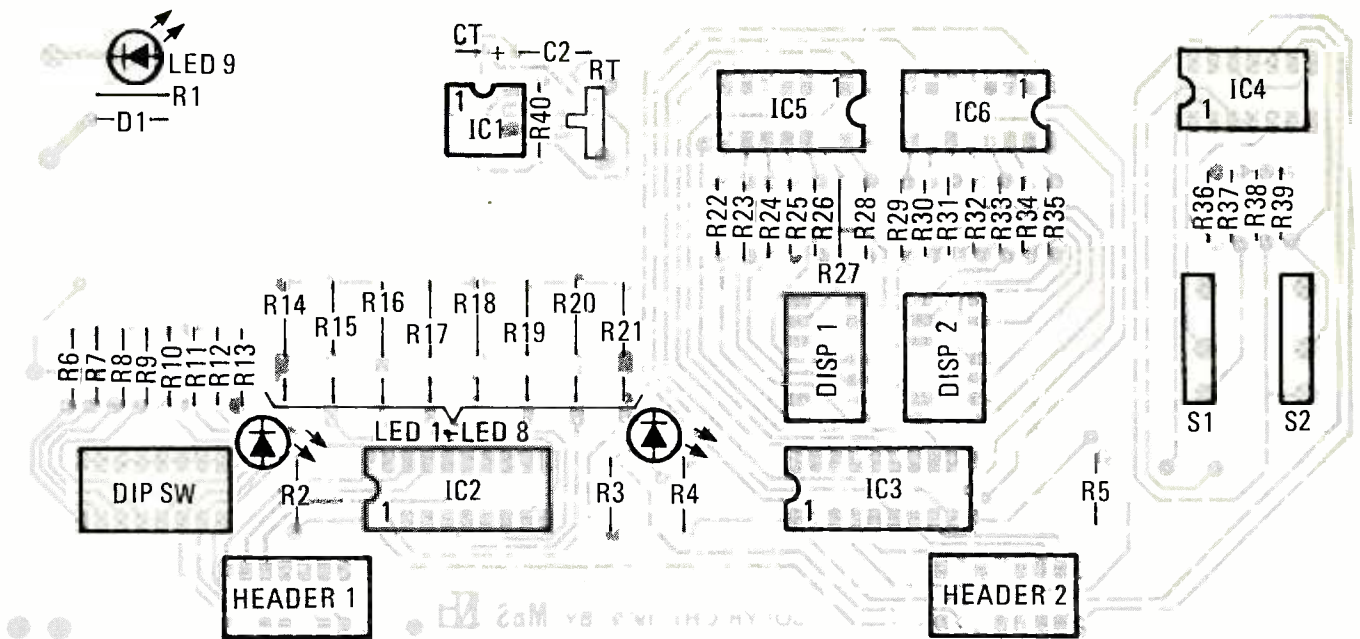 LED 9
R1
D1
CT + C2
RT
1
IC1
R40
IC5
1
IC6
1
IC4
1
R22
R23
R24
R25
R26
R27
R28
R29
R30
R31
R32
R33
R34
R35
R36
R37
R38
R39
R14
R15
R16
R17
R18
R19
R20
R21
R6
R7
R8
R9
R10
R11
R12
R13
DISP 1
DISP 2
S1
S2
LED 1-LED 8
DIP SW
R2
IC2
1
R3
R4
IC3
1
R5
HEADER 1
HEADER 2